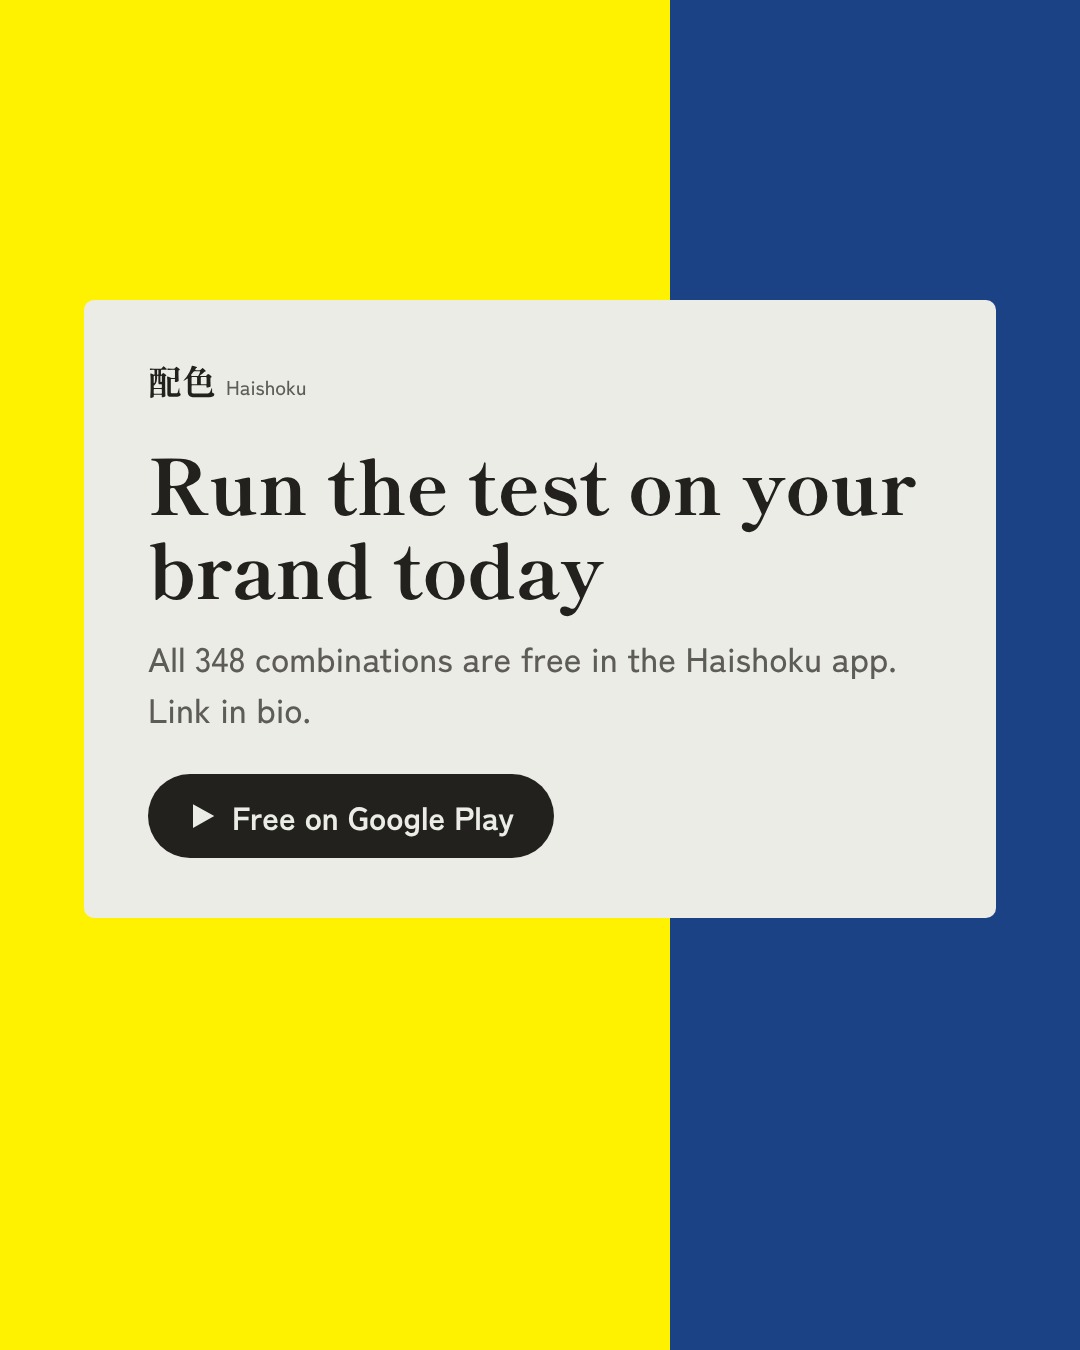 配色 Haishoku
Run the test on your
brand today
All 348 combinations are free in the Haishoku app.
Link in bio.
Free on Google Play